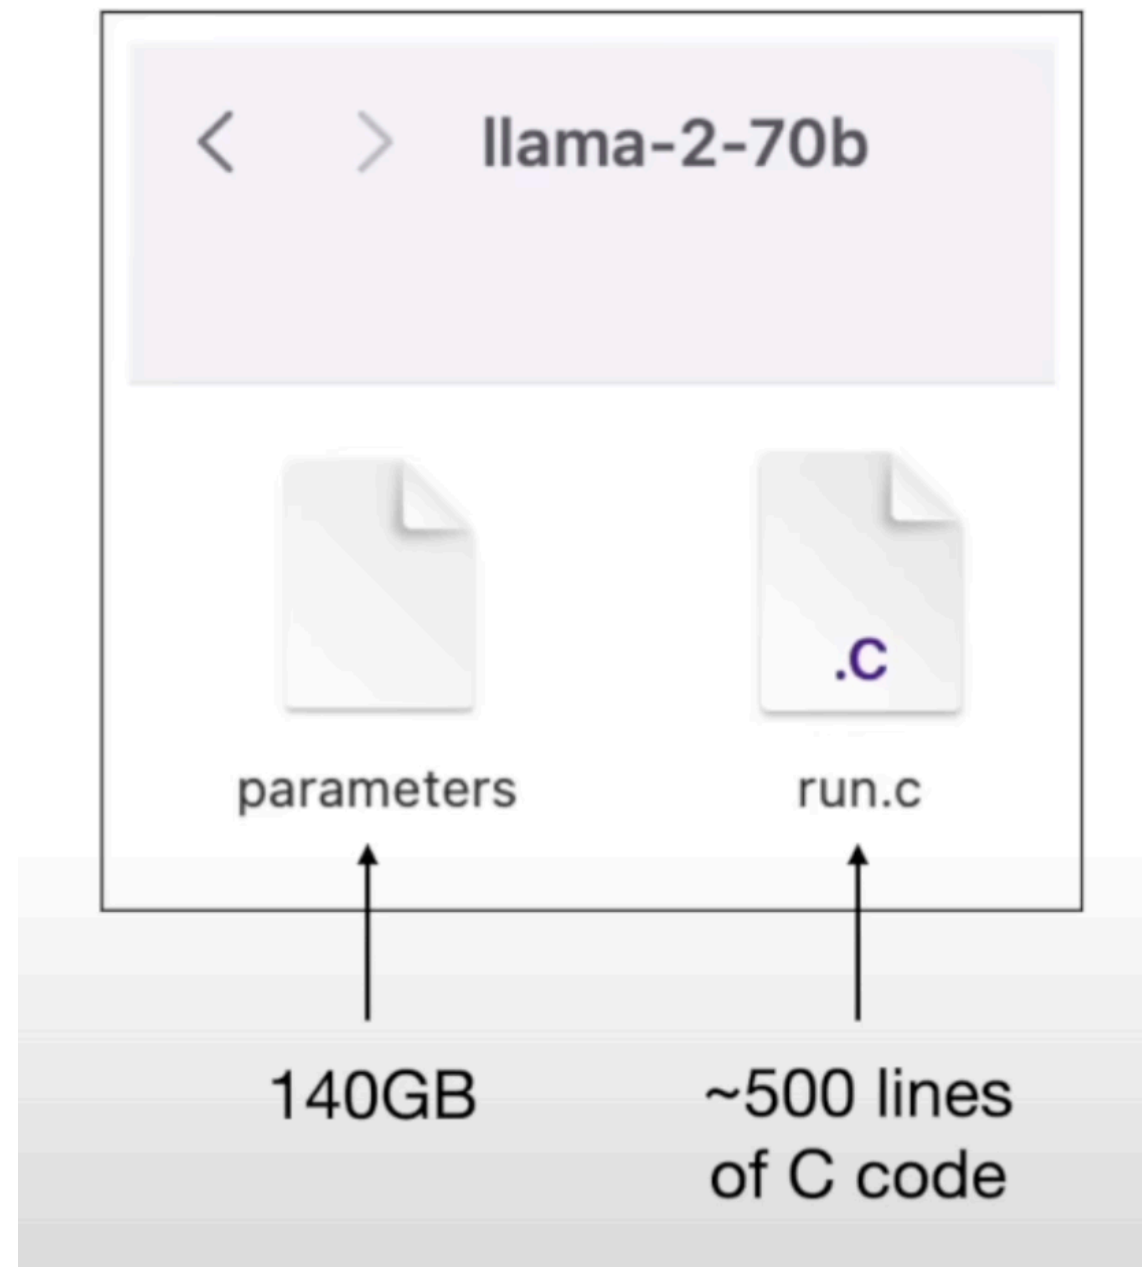 llama-2-70b
.C
parameters
run.c
140GB
~500 lines
of C code